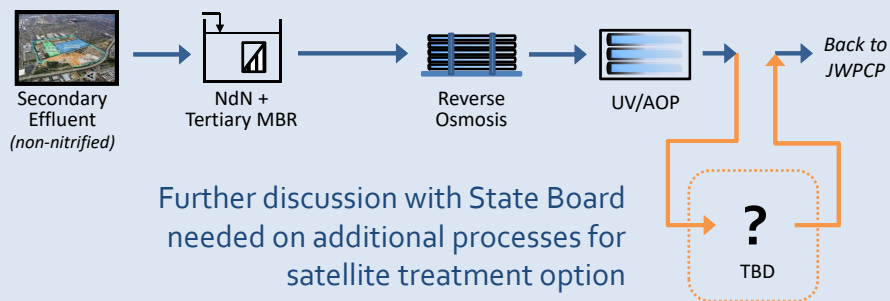 Secondary
Effluent
(non-nitrified)
NdN +
Tertiary MBR
Reverse
Osmosis
UV/AOP
Back to
JWPCP
Further discussion with State Board
needed on additional processes for
satellite treatment option
?
TBD